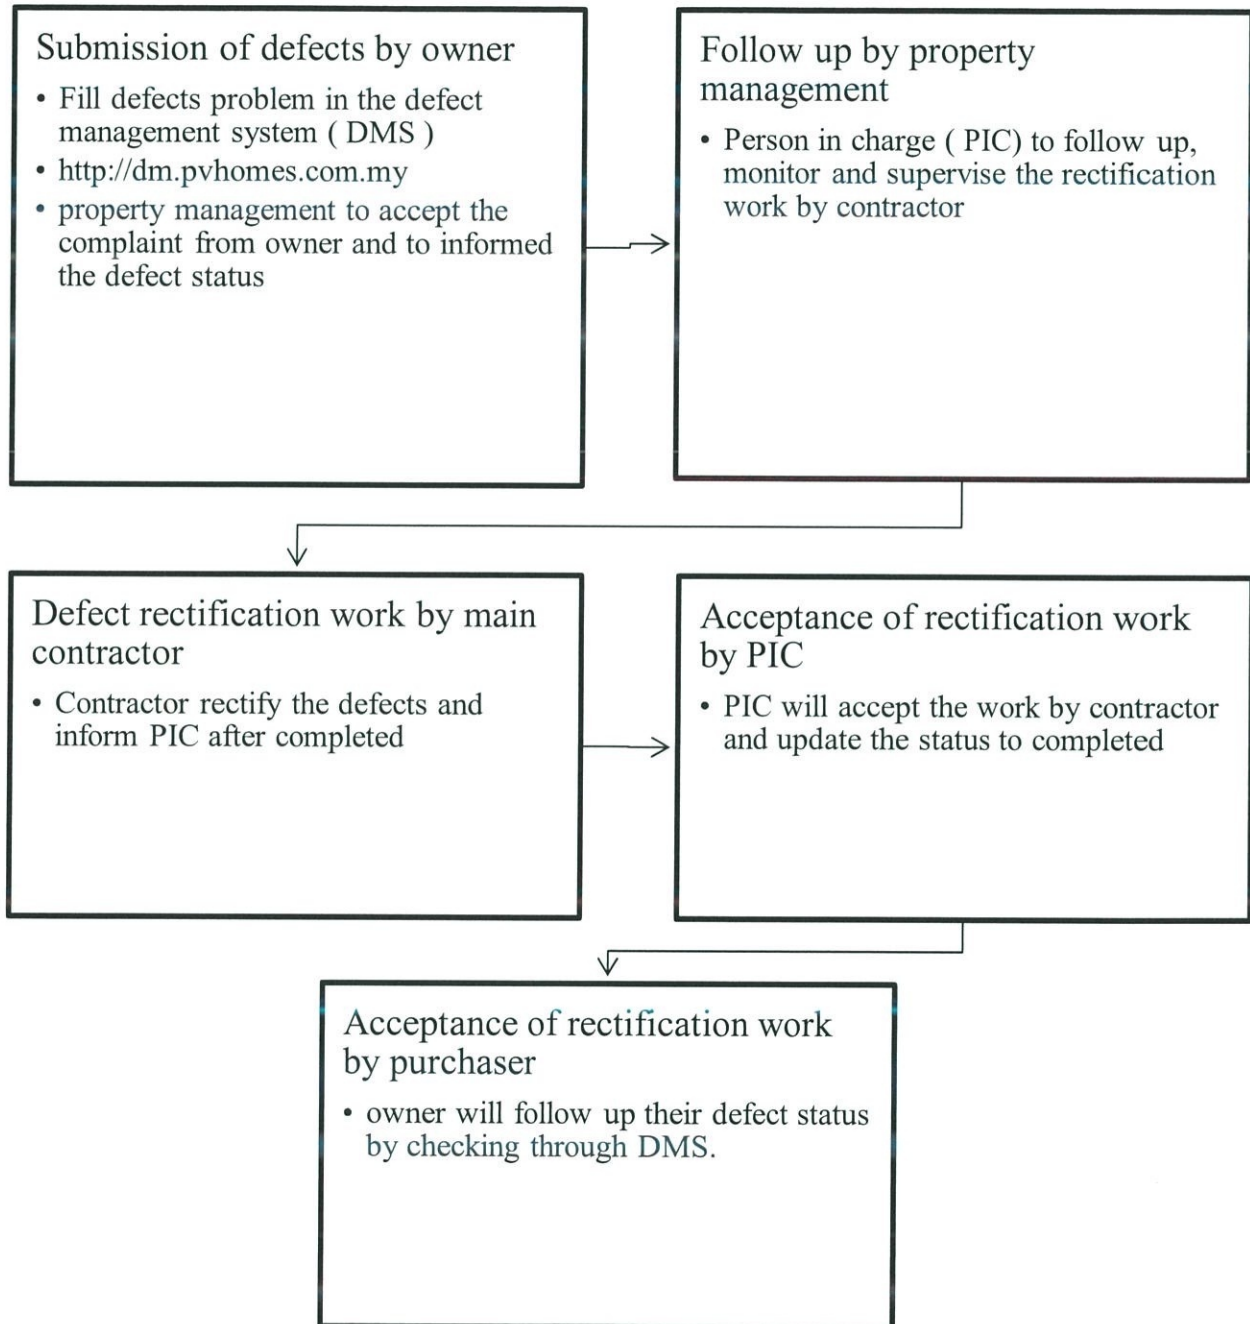 Submission of defects by owner
• Fill defects problem in the defect
management system ( DMS )
• http://dm.pvhomes.com.my
• property management to accept the
complaint from owner and to informed
the defect status
Follow up by property
management
• Person in charge ( PIC) to follow up,
monitor and supervise the rectification
work by contractor
Defect rectification work by main
contractor
• Contractor rectify the defects and
inform PIC after completed
Acceptance of rectification work
by PIC
• PIC will accept the work by contractor
and update the status to completed
Acceptance of rectification work
by purchaser
• owner will follow up their defect status
by checking through DMS.